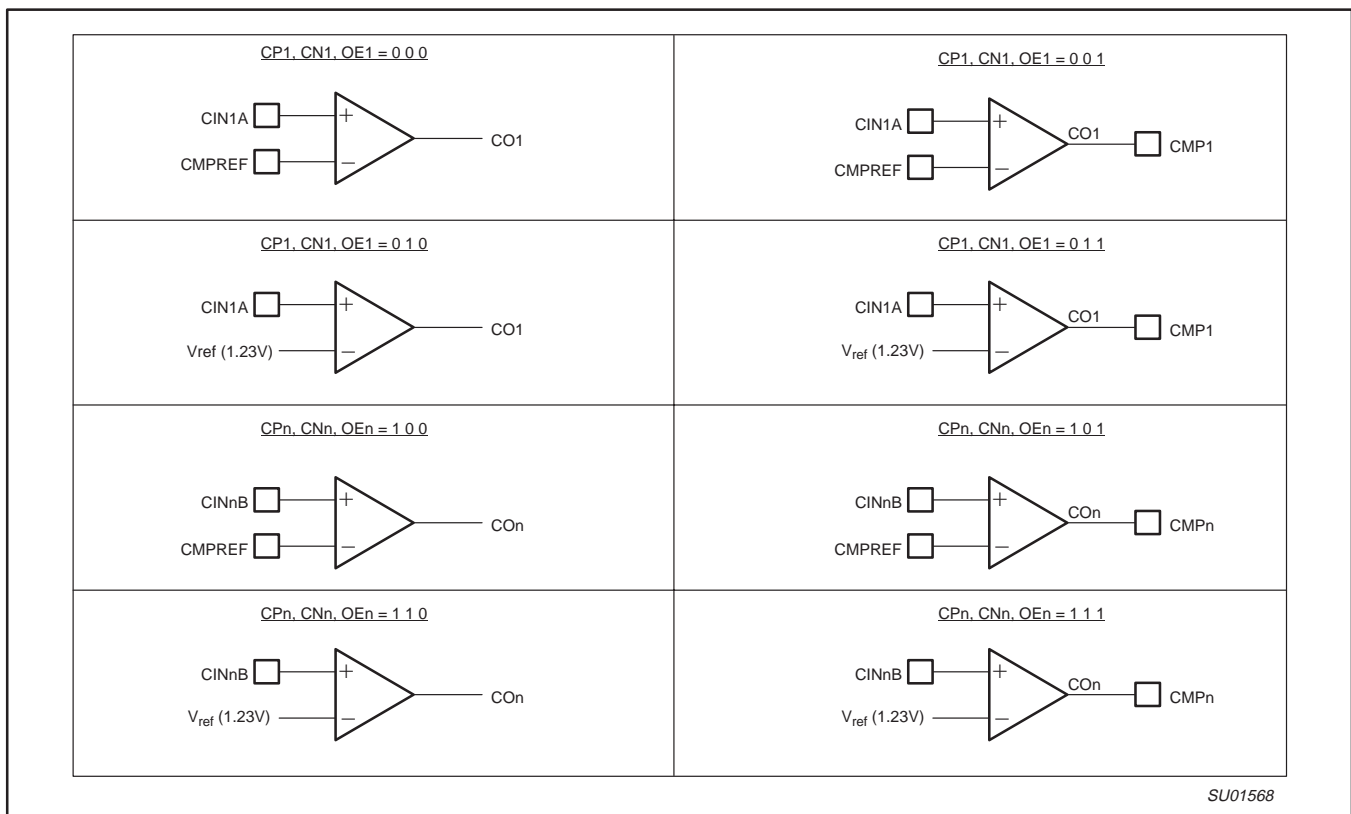 CP1, CN1, OE1 = 0 0 0
CIN1A
+
CO1
CMPREF
–
CP1, CN1, OE1 = 0 0 1
CIN1A
+
CO1
CMP1
CMPREF
–
CP1, CN1, OE1 = 0 1 0
CIN1A
+
CO1
Vref (1.23V)
–
CP1, CN1, OE1 = 0 1 1
CIN1A
+
CO1
CMP1
Vref (1.23V)
–
CPn, CNn, OEn = 1 0 0
CINnB
+
COn
CMPREF
–
CPn, CNn, OEn = 1 0 1
CINnB
+
COn
CMPn
CMPREF
–
CPn, CNn, OEn = 1 1 0
CINnB
+
COn
Vref (1.23V)
–
CPn, CNn, OEn = 1 1 1
CINnB
+
COn
CMPn
Vref (1.23V)
–
SU01568